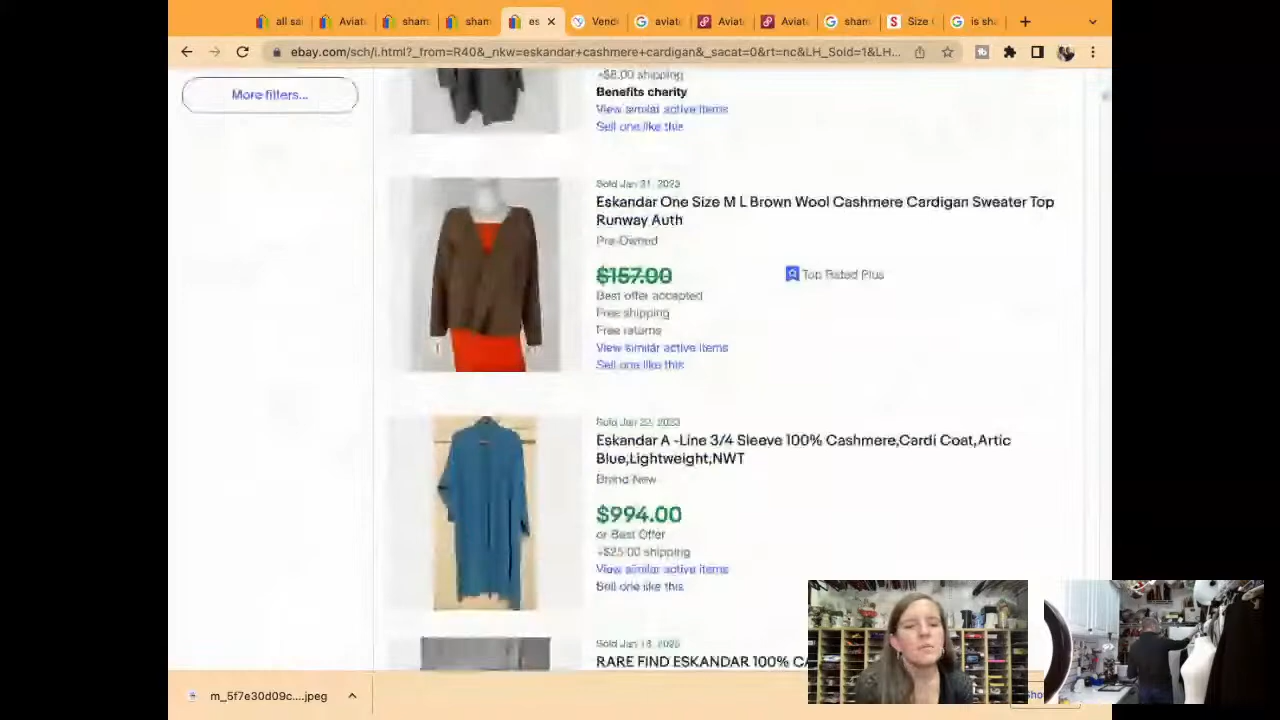 all sa
Aviat
sham
sham
es
Vend
aviat
Aviat
Aviat
sham
Size
is sh
ebay.com/sch/i.html?_from=R40&_nkw=eskandar+cashmere+cardigan&_sacat=0&rt=nc&LH_Sold=1&LH...
More filters...
+$8.00 shipping
Benefits charity
View similar active items
Sell one like this
Sold Jan 31, 2023
Eskandar One Size M L Brown Wool Cashmere Cardigan Sweater Top
Runway Auth
Pre-Owned
$157.00
Top Rated Plus
Best offer accepted
Free shipping
Free returns
View similar active items
Sell one like this
Sold Jan 22, 2023
Eskandar A -Line 3/4 Sleeve 100% Cashmere,Cardi Coat,Artic
Blue,Lightweight,NWT
Brand New
$994.00
or Best Offer
+$25.00 shipping
View similar active items
Sell one like this
Sold Jan 18, 2023
RARE FIND ESKANDAR 100% CA
m_5f7e30d09c....jpeg